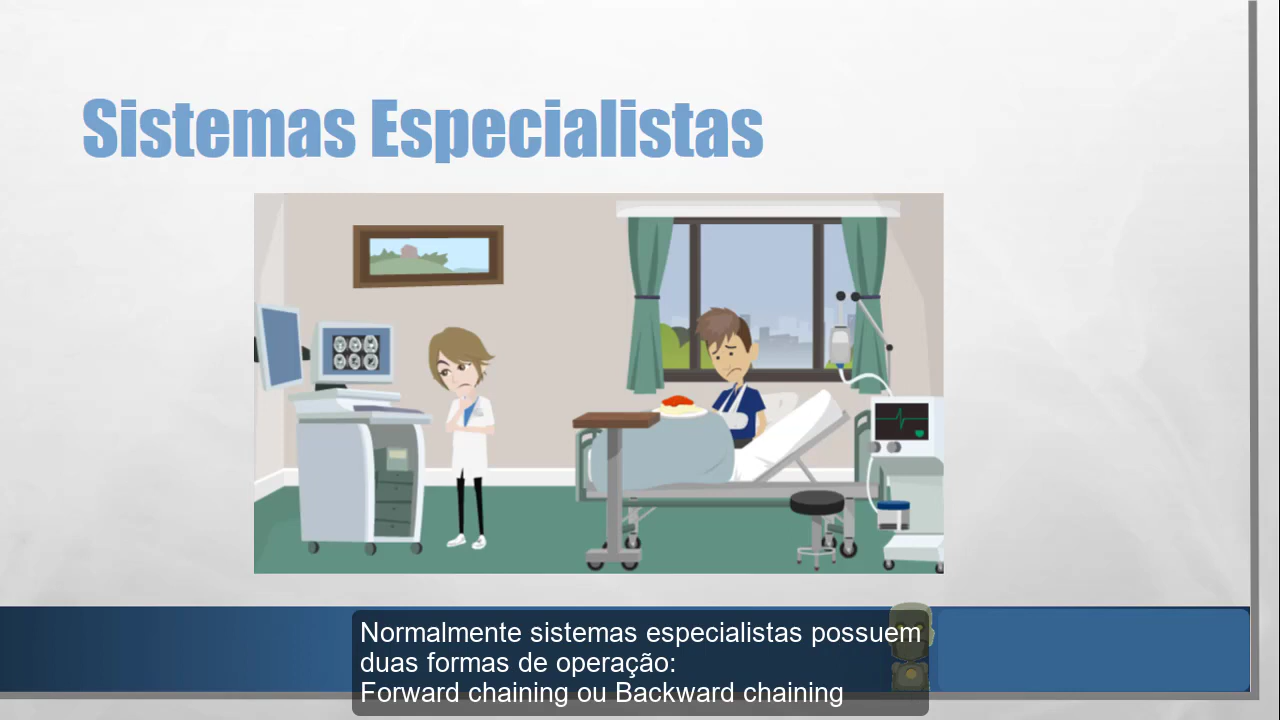 Sistemas Especialistas
Normalmente sistemas especialistas possuem
duas formas de operação:
Forward chaining ou Backward chaining